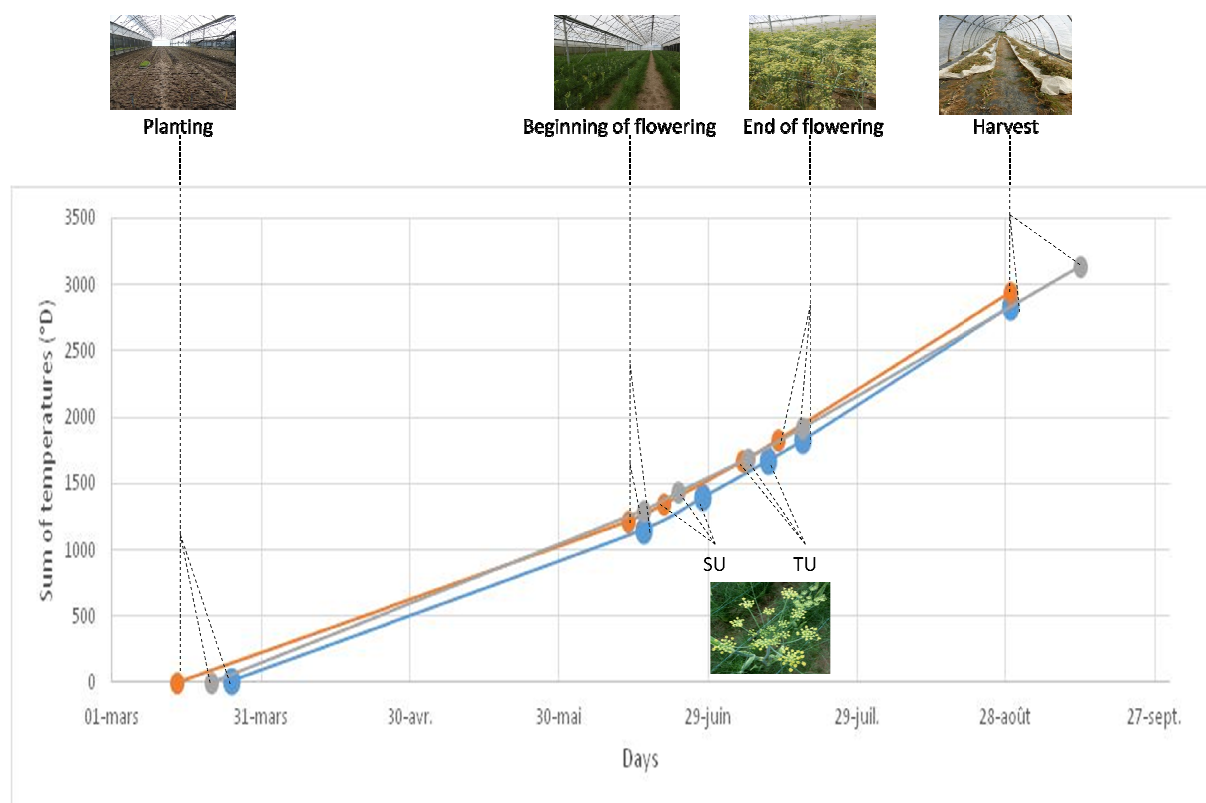 Planting
Beginning of flowering
End of flowering
Harvest
Sum of temperatures (°D)
3500
3000
2500
2000
1500
1000
500
0
SU
TU
01-mars
31-mars
30-avr.
30-mai
29-juin
29-juil.
28-août
27-sept.
Days